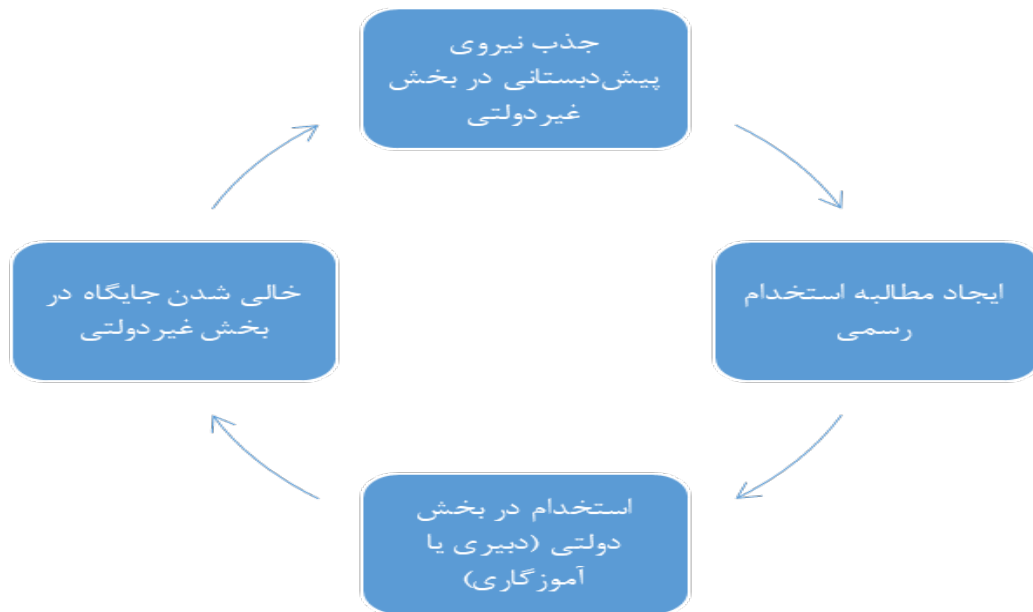 جذب نیروی
پیش‌دبستانی در بخش
غیردولتی
ایجاد مطالبه استخدام
رسمی
استخدام در بخش
دولتی (دبیری یا
آموزگاری)
خالی شدن جایگاه در
بخش غیردولتی